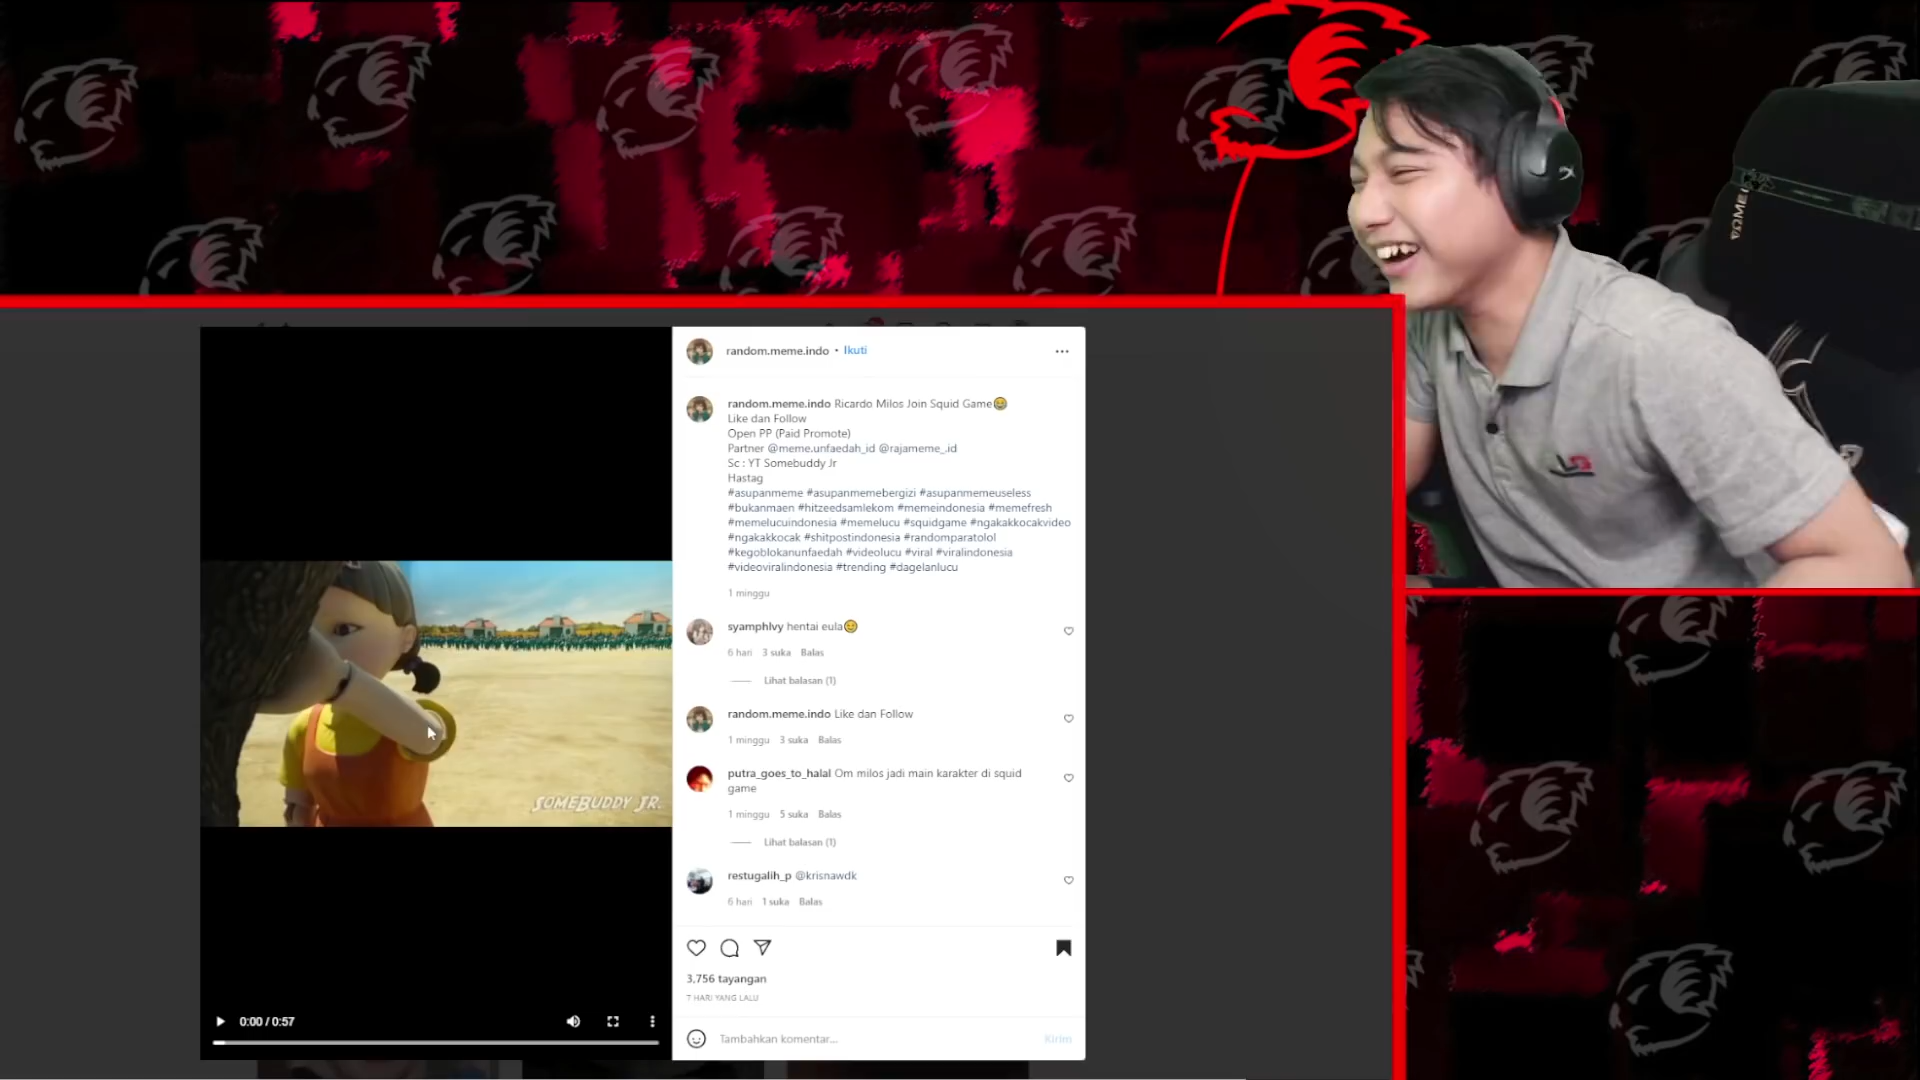 random.meme.indo • Ikuti
random.meme.indo Ricardo Milos Join Squid Game😂
Like dan Follow
Open PP (Paid Promote)
Partner @meme.unfaedah_id @rajameme_.id
Sc : YT Somebuddy Jr
Hastag
#asupanmeme #asupanmemebergizi #asupanmemeuseless
#bukanmaen #hitzeedsamlekom #memeindonesia #memefresh
#memelucuindonesia #memelucu #squidgame #ngakakkocakvideo
#ngakakkocak #shitpostindonesia #randomparatolol
#kegoblokanunfaedah #videolucu #viral #viralindonesia
#videoviralindonesia #trending #dagelanlucu
1 minggu
syamphlvy hentai eula
6 hari 3 suka Balas
Lihat balasan (1)
random.meme.indo Like dan Follow
1 minggu 3 suka Balas
putra_goes_to_halal Om milos jadi main karakter di squid
game
1 minggu 5 suka Balas
Lihat balasan (1)
restugalih_p @krisnawdk
6 hari 1 suka Balas
3,756 tayangan
7 HARI YANG LALU
Tambahkan komentar... Kirim
SOMEBUDDY JR.
0:00 / 0:57